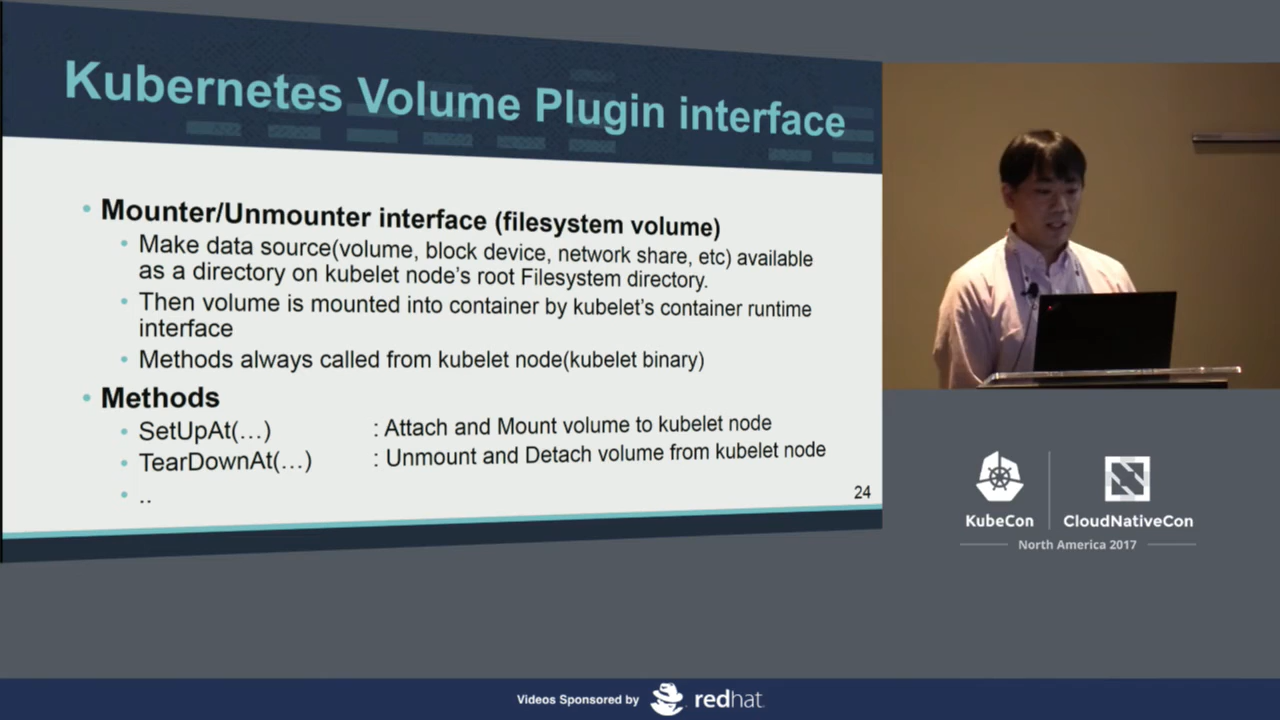 Kubernetes Volume Plugin interface
• Mounter/Unmounter interface (filesystem volume)
• Make data source(volume, block device, network share, etc) available
as a directory on kubelet node's root Filesystem directory.
• Then volume is mounted into container by kubelet's container runtime
interface
• Methods always called from kubelet node(kubelet binary)
• Methods
• SetUpAt(…) : Attach and Mount volume to kubelet node
• TearDownAt(…) : Unmount and Detach volume from kubelet node
• ..
24
KubeCon
CloudNativeCon
North America 2017
Videos Sponsored by redhat.